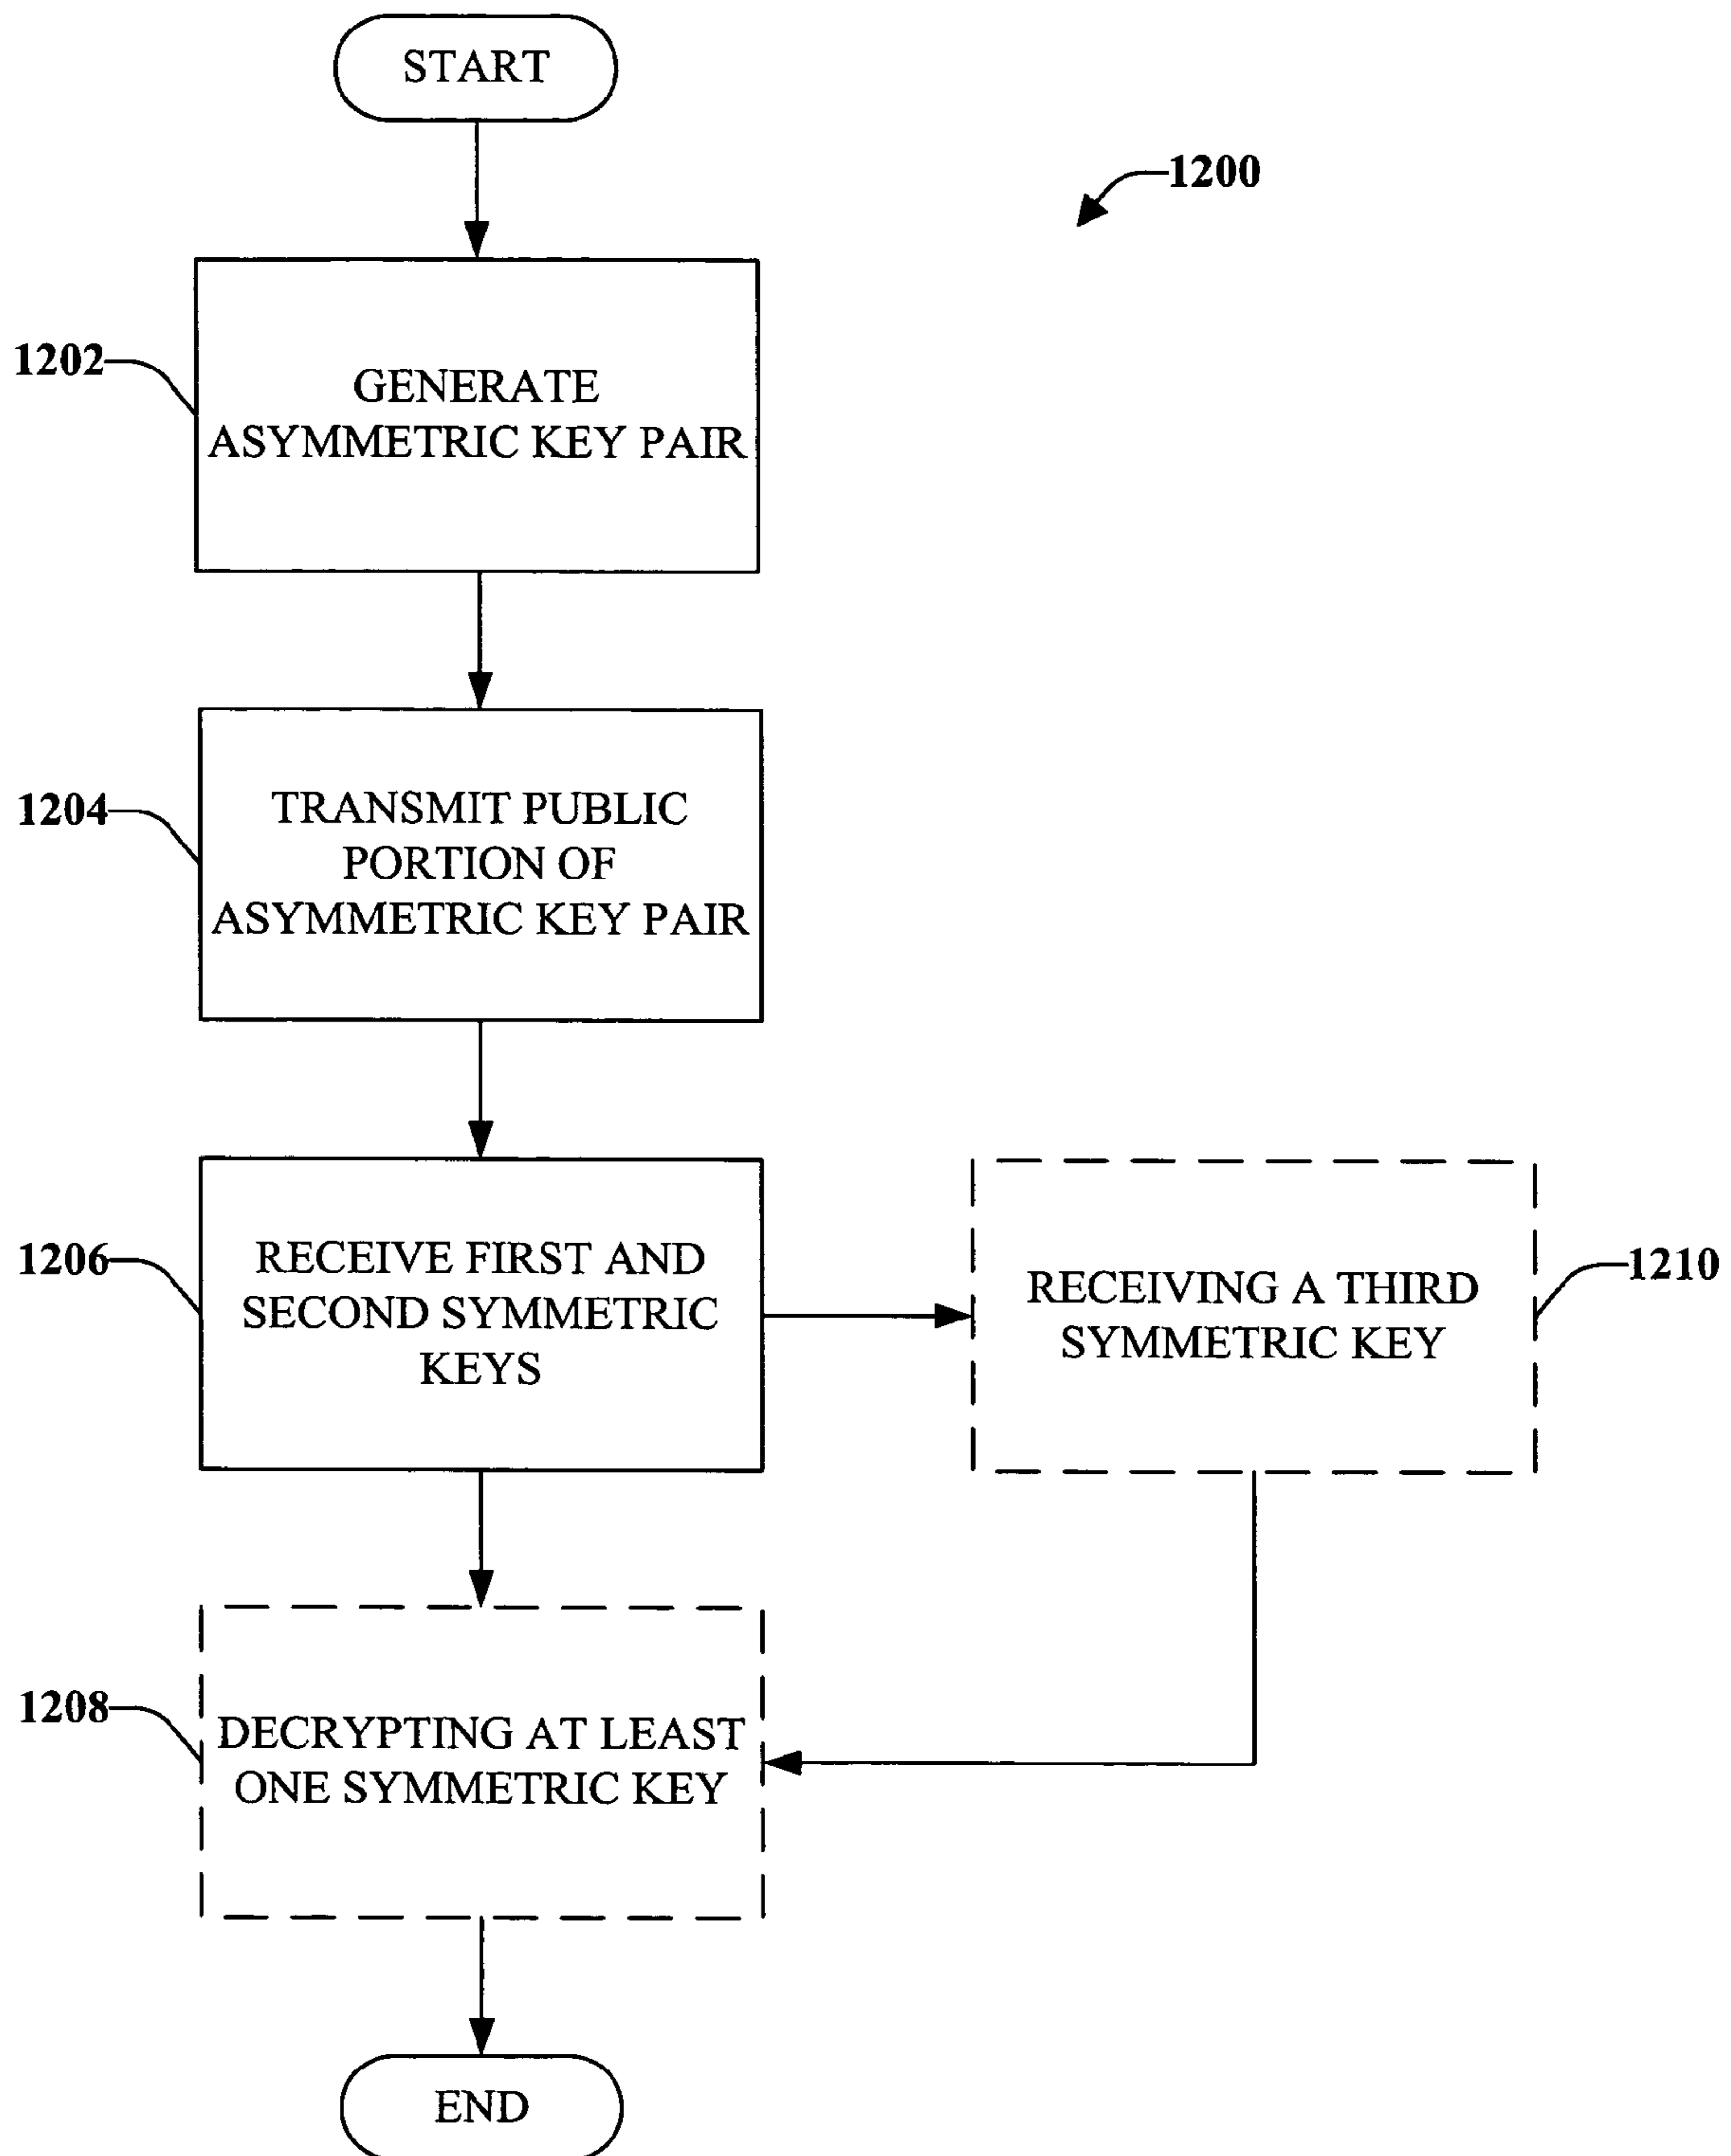 START
1200
1202
GENERATE
ASYMMETRIC KEY PAIR
1204
TRANSMIT PUBLIC
PORTION OF
ASYMMETRIC KEY PAIR
1206
RECEIVE FIRST AND
SECOND SYMMETRIC
KEYS
RECEIVING A THIRD
SYMMETRIC KEY
1210
1208
DECRYPTING AT LEAST
ONE SYMMETRIC KEY
END